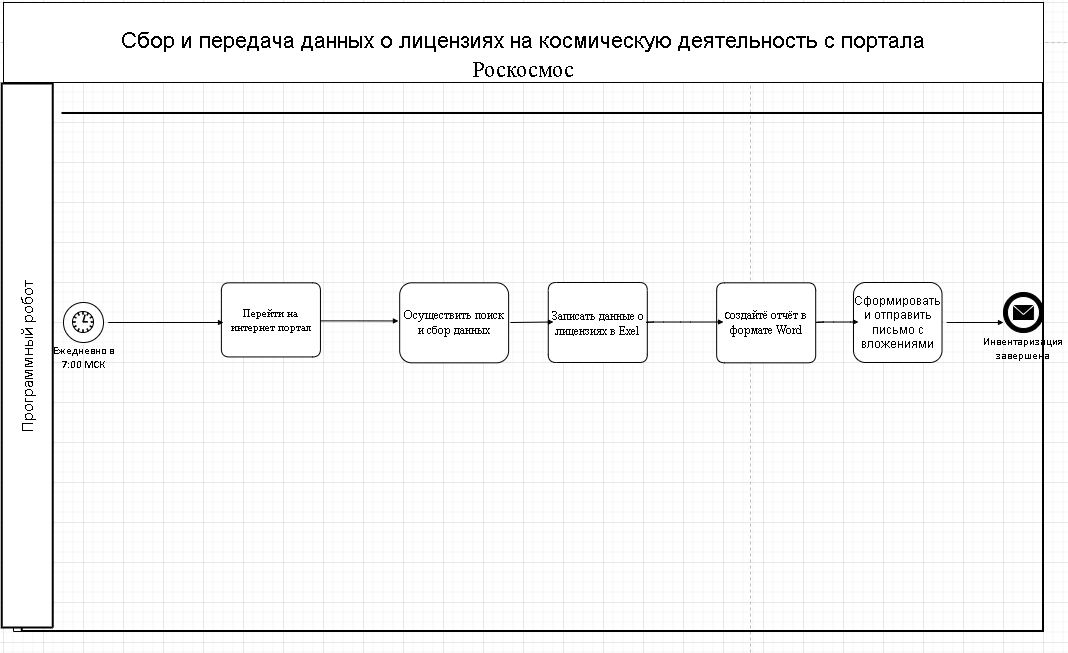 Сбор и передача данных о лицензиях на космическую деятельность с портала
Роскосмос
Программный робот
Ежедневно в
7:00 МСК
Перейти на
интернет портал
Осуществить поиск
и сбор данных
Записать данные о
лицензиях в Exel
создайтё отчёт в
формате Word
Сформировать
и отправить
письмо с
вложениями
Инвентаризация
завершена